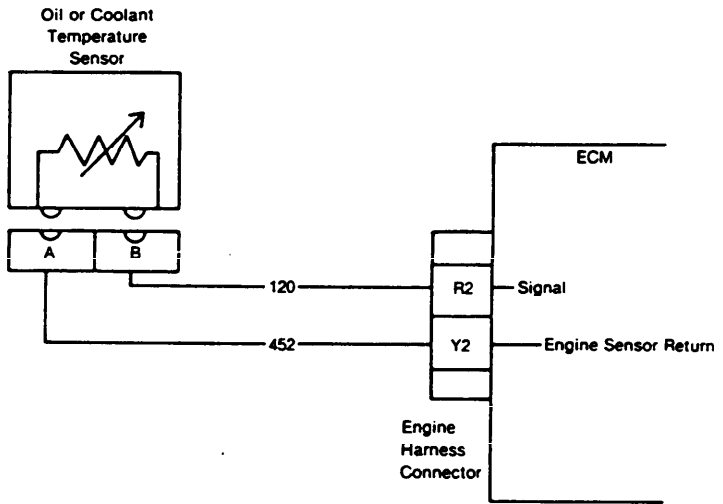 Oil or Coolant
Temperature
Sensor
ECM
A
B
120
R2
Signal
452
Y2
Engine Sensor Return
Engine
Harness
Connector